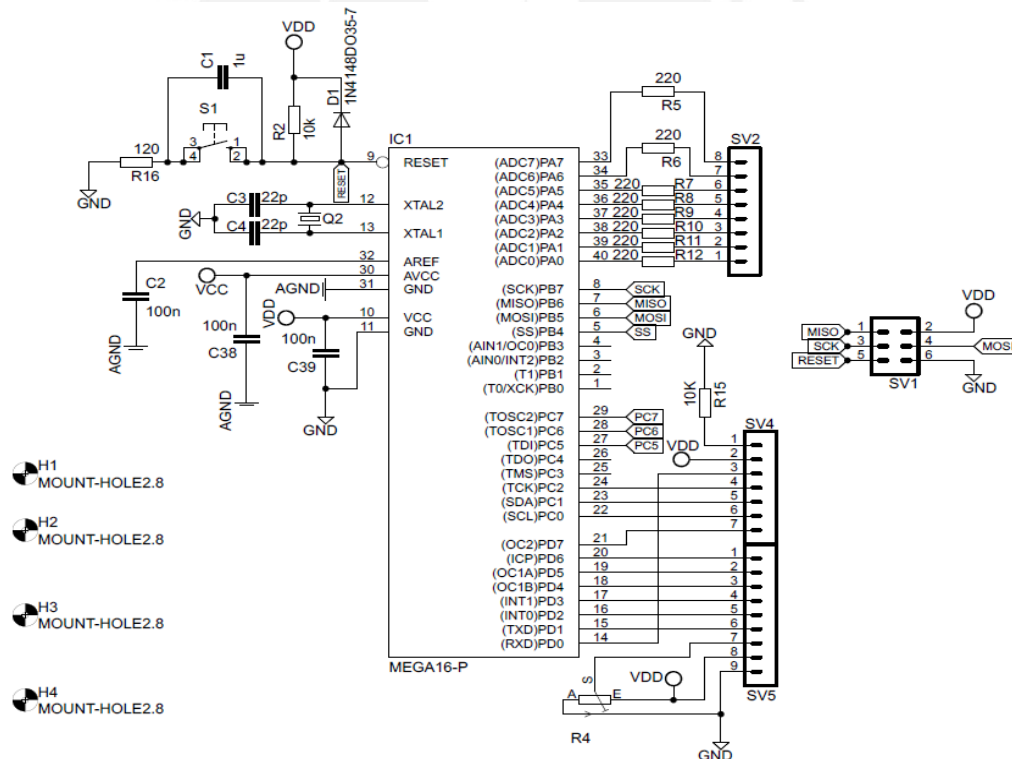 VDD
C1
1u
S1
3
4
1
2
R2
10k
D1
1N4148DO35-7
120
R16
GND
RESET
IC1
9
RESET
C3
22p
12
XTAL2
GND
Q2
C4
22p
13
XTAL1
32
AREF
30
AVCC
VCC
AGND
31
GND
C2
100n
AGND
100n
C38
AGND
VDD
10
VCC
11
GND
100n
C39
GND
MEGA16-P
(ADC7)PA7
33
(ADC6)PA6
34
(ADC5)PA5
35
(ADC4)PA4
36
(ADC3)PA3
37
(ADC2)PA2
38
(ADC1)PA1
39
(ADC0)PA0
40
220
R5
220
R6
220
R7
220
R8
220
R9
220
R10
220
R11
220
R12
SV2
8
7
6
5
4
3
2
1
(SCK)PB7
8
SCK
(MISO)PB6
7
MISO
(MOSI)PB5
6
MOSI
(SS)PB4
5
SS
(AIN1/OC0)PB3
4
(AIN0/INT2)PB2
3
(T1)PB1
2
(T0/XCK)PB0
1
(TOSC2)PC7
29
PC7
(TOSC1)PC6
28
PC6
(TDI)PC5
27
PC5
(TDO)PC4
26
(TMS)PC3
25
(TCK)PC2
24
(SDA)PC1
23
(SCL)PC0
22
(OC2)PD7
21
(ICP)PD6
20
(OC1A)PD5
19
(OC1B)PD4
18
(INT1)PD3
17
(INT0)PD2
16
(TXD)PD1
15
(RXD)PD0
14
GND
10K
R15
VDD
SV4
1
2
3
4
5
6
7
1
2
3
4
5
6
7
8
9
SV5
S
A
E
R4
VDD
GND
VDD
MISO
1
2
SCK
3
4
MOSI
RESET
5
6
SV1
GND
H1
MOUNT-HOLE2.8
H2
MOUNT-HOLE2.8
H3
MOUNT-HOLE2.8
H4
MOUNT-HOLE2.8